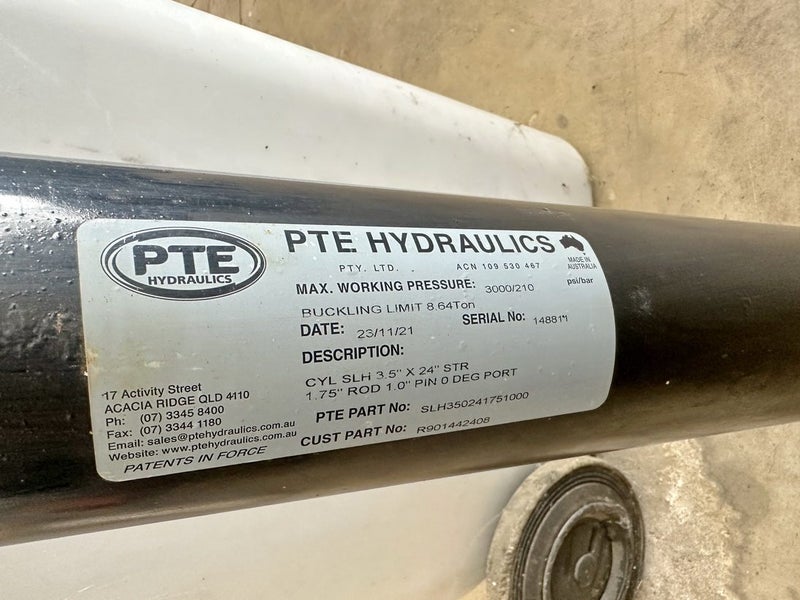 PTE
HYDRAULICS
PTE HYDRAULICS
PTY. LTD. . ACN 109 530 467
MADE IN
AUSTRALIA
MAX. WORKING PRESSURE: 3000/210 psi/bar
BUCKLING LIMIT 8.64Ton
DATE: 23/11/21 SERIAL No:
DESCRIPTION:
CYL SLH 3.5" X 24" STR
1.75" ROD 1.0" PIN 0 DEG PORT
PTE PART No: SLH350241751000
CUST PART No: R901442408
17 Activity Street
ACACIA RIDGE QLD 4110
Ph: (07) 3345 8400
Fax: (07) 3344 1180
Email: sales@ptehydraulics.com.au
Website: www.ptehydraulics.com.au
PATENTS IN FORCE